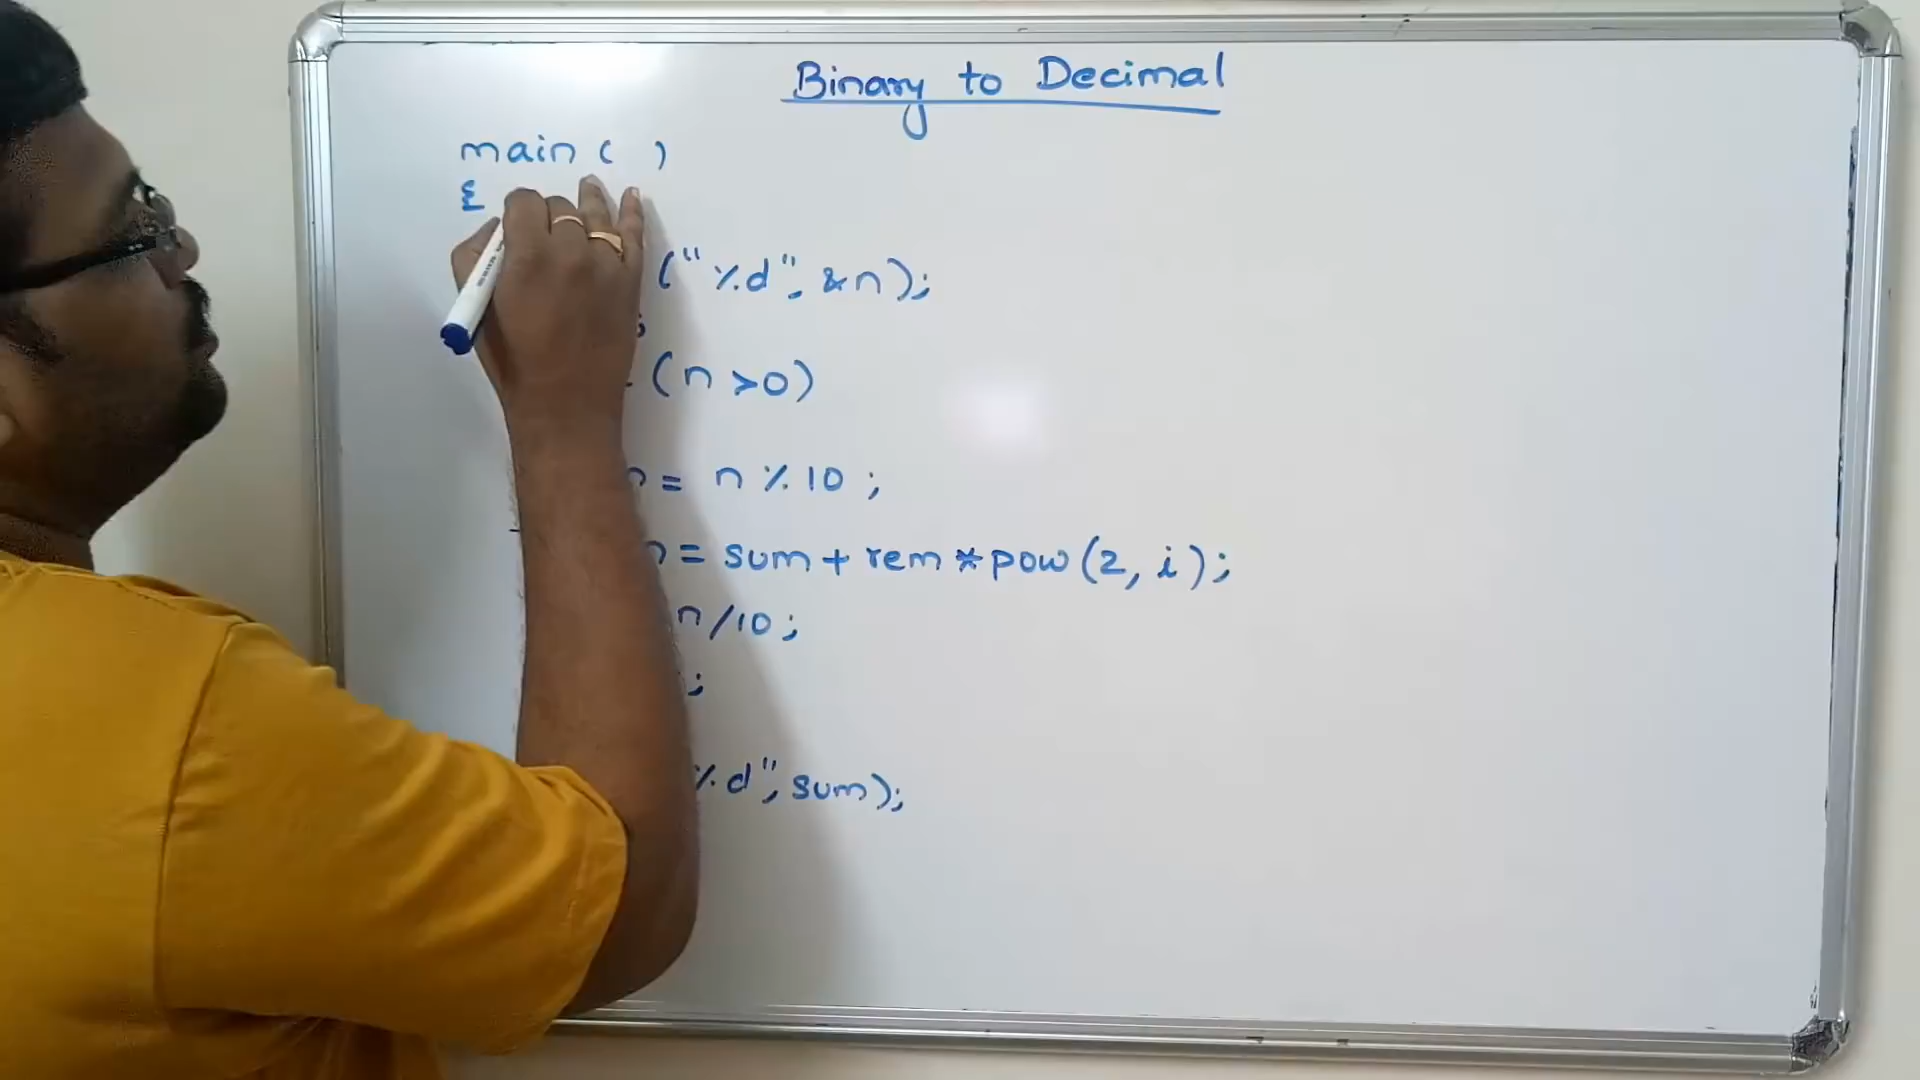 Binary to Decimal
main ( )
{
("%d", &n);
;
(n >0)
= n % 10 ;
= sum + rem * pow (2, i);
n/10 ;
;
%d", sum);